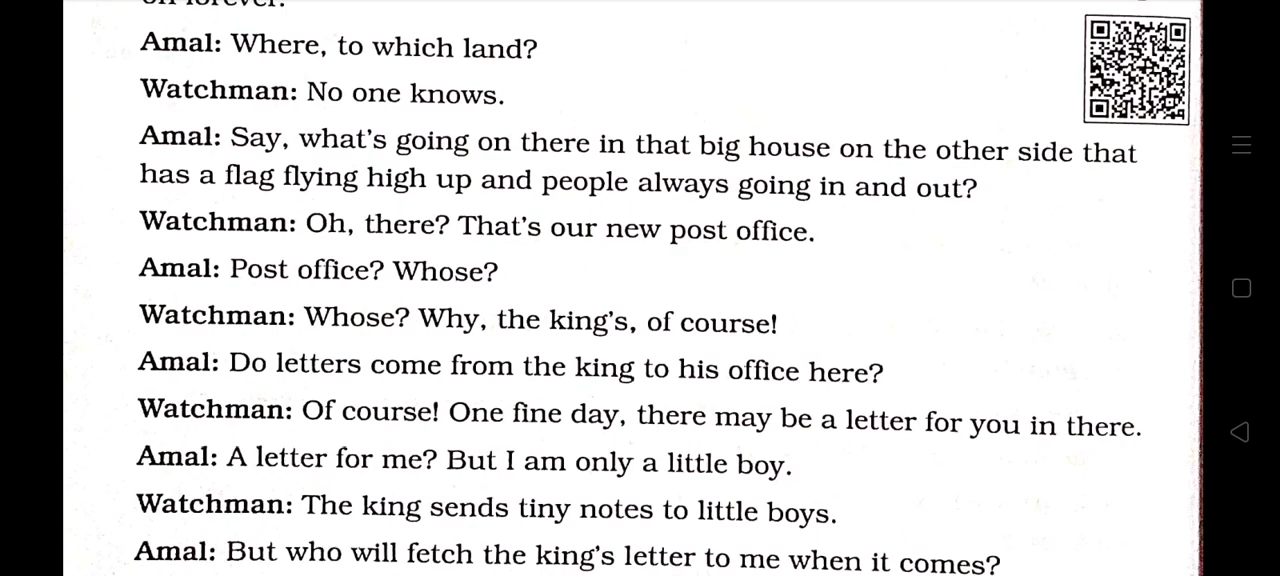 on forever.
Amal: Where, to which land?
Watchman: No one knows.
Amal: Say, what's going on there in that big house on the other side that
has a flag flying high up and people always going in and out?
Watchman: Oh, there? That's our new post office.
Amal: Post office? Whose?
Watchman: Whose? Why, the king's, of course!
Amal: Do letters come from the king to his office here?
Watchman: Of course! One fine day, there may be a letter for you in there.
Amal: A letter for me? But I am only a little boy.
Watchman: The king sends tiny notes to little boys.
Amal: But who will fetch the king's letter to me when it comes?